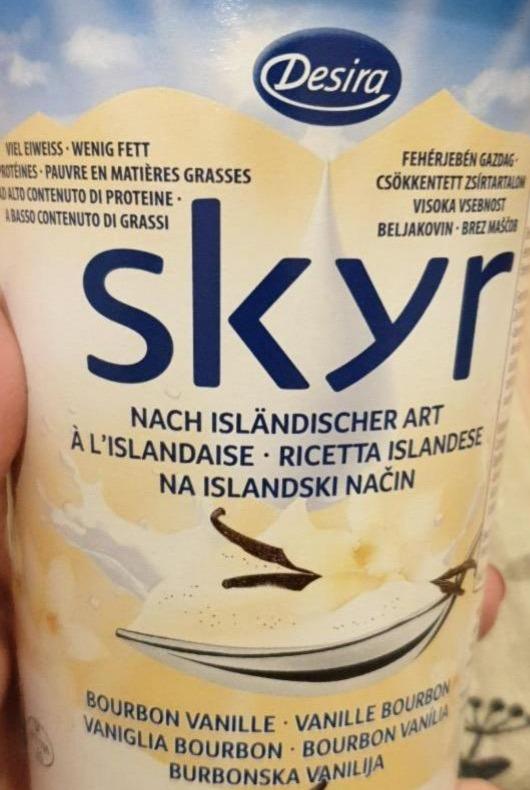 Desira
VIEL EIWEISS · WENIG FETT
PROTÉINES · PAUVRE EN MATIÈRES GRASSES
AD ALTO CONTENUTO DI PROTEINE ·
A BASSO CONTENUTO DI GRASSI
FEHÉRJEBÉN GAZDAG ·
CSÖKKENTETT ZSÍRTARTALOM
VISOKA VSEBNOST
BELJAKOVIN · BREZ MAŠČOB
skyr
NACH ISLÄNDISCHER ART
À L'ISLANDAISE · RICETTA ISLANDESE
NA ISLANDSKI NAČIN
BOURBON VANILLE · VANILLE BOURBON
VANIGLIA BOURBON · BOURBON VANÍLIA
BURBONSKA VANILIJA